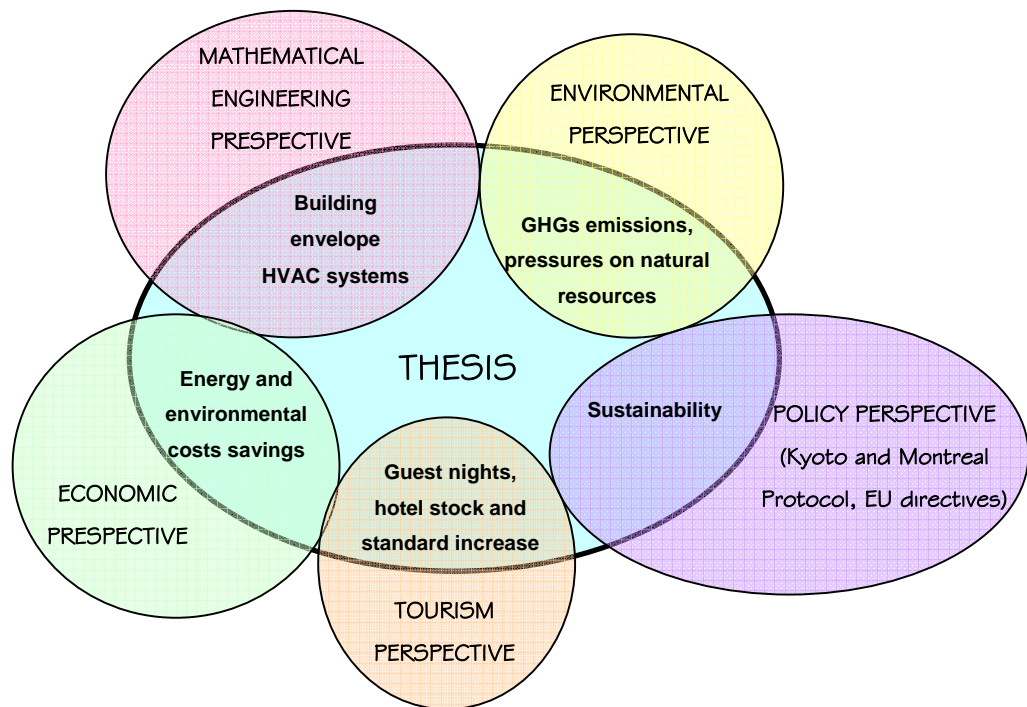 MATHEMATICAL
ENGINEERING
PRESPECTIVE
Building
envelope
HVAC systems
ENVIRONMENTAL
PERSPECTIVE
GHGs emissions,
pressures on natural
resources
THESIS
Energy and
environmental
costs savings
ECONOMIC
PRESPECTIVE
Guest nights,
hotel stock and
standard increase
TOURISM
PERSPECTIVE
Sustainability
POLICY PERSPECTIVE
(Kyoto and Montreal
Protocol, EU directives)